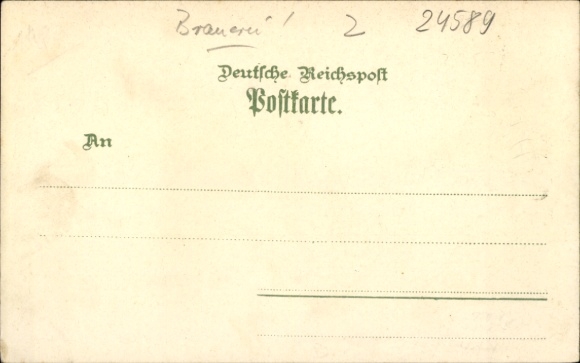 Brauerei! 2 24589
Deutsche Reichspost
Postkarte.
An